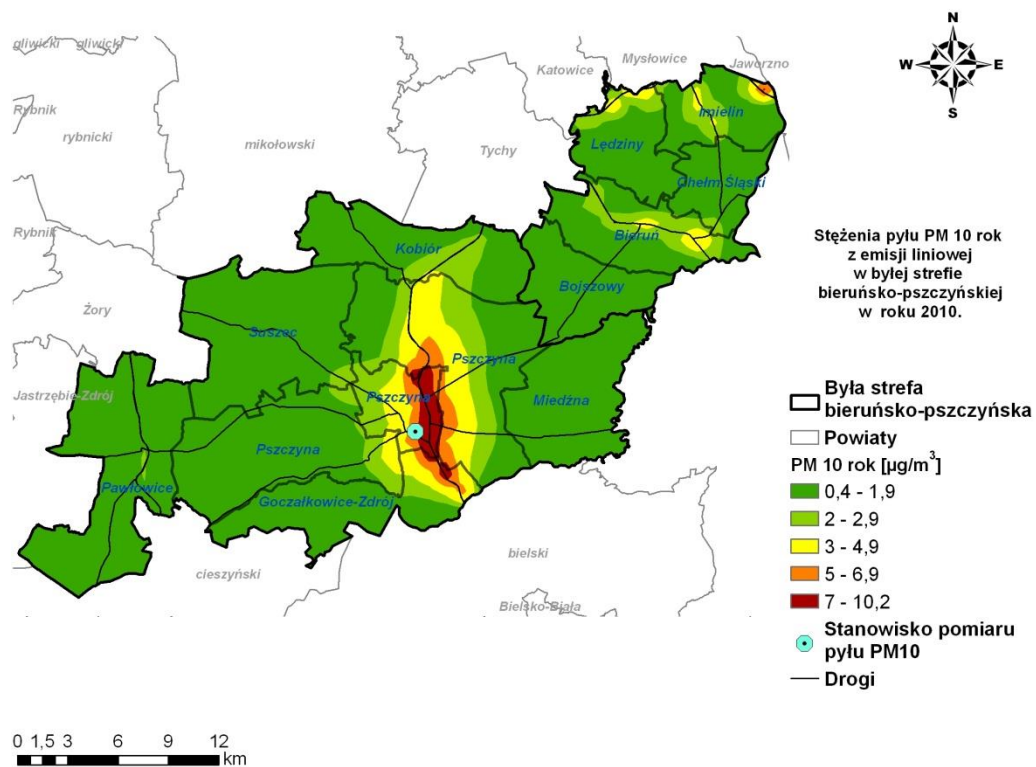 gliwicki
gliwicki
Rybnik
rybnicki
Rybnik
Żory
Jastrzębie-Zdrój
mikołowski
Tychy
Katowice
Mysłowice
Jaworzno
Imielin
Lędziny
Chełm Śląski
Bieruń
Bojszowy
Kobiór
Suszec
Pszczyna
Pszczyna
Miedźna
Pszczyna
Pawłowice
Goczałkowice-Zdrój
cieszyński
bielski
Bielsko-Biała
N
W
E
S
Stężenia pyłu PM 10 rok
z emisji liniowej
w byłej strefie
bieruńsko-pszczyńskiej
w roku 2010.
Była strefa
bieruńsko-pszczyńska
Powiaty
PM 10 rok [µg/m³]
0,4 - 1,9
2 - 2,9
3 - 4,9
5 - 6,9
7 - 10,2
Stanowisko pomiaru
pyłu PM10
Drogi
0 1,5 3 6 9 12
km